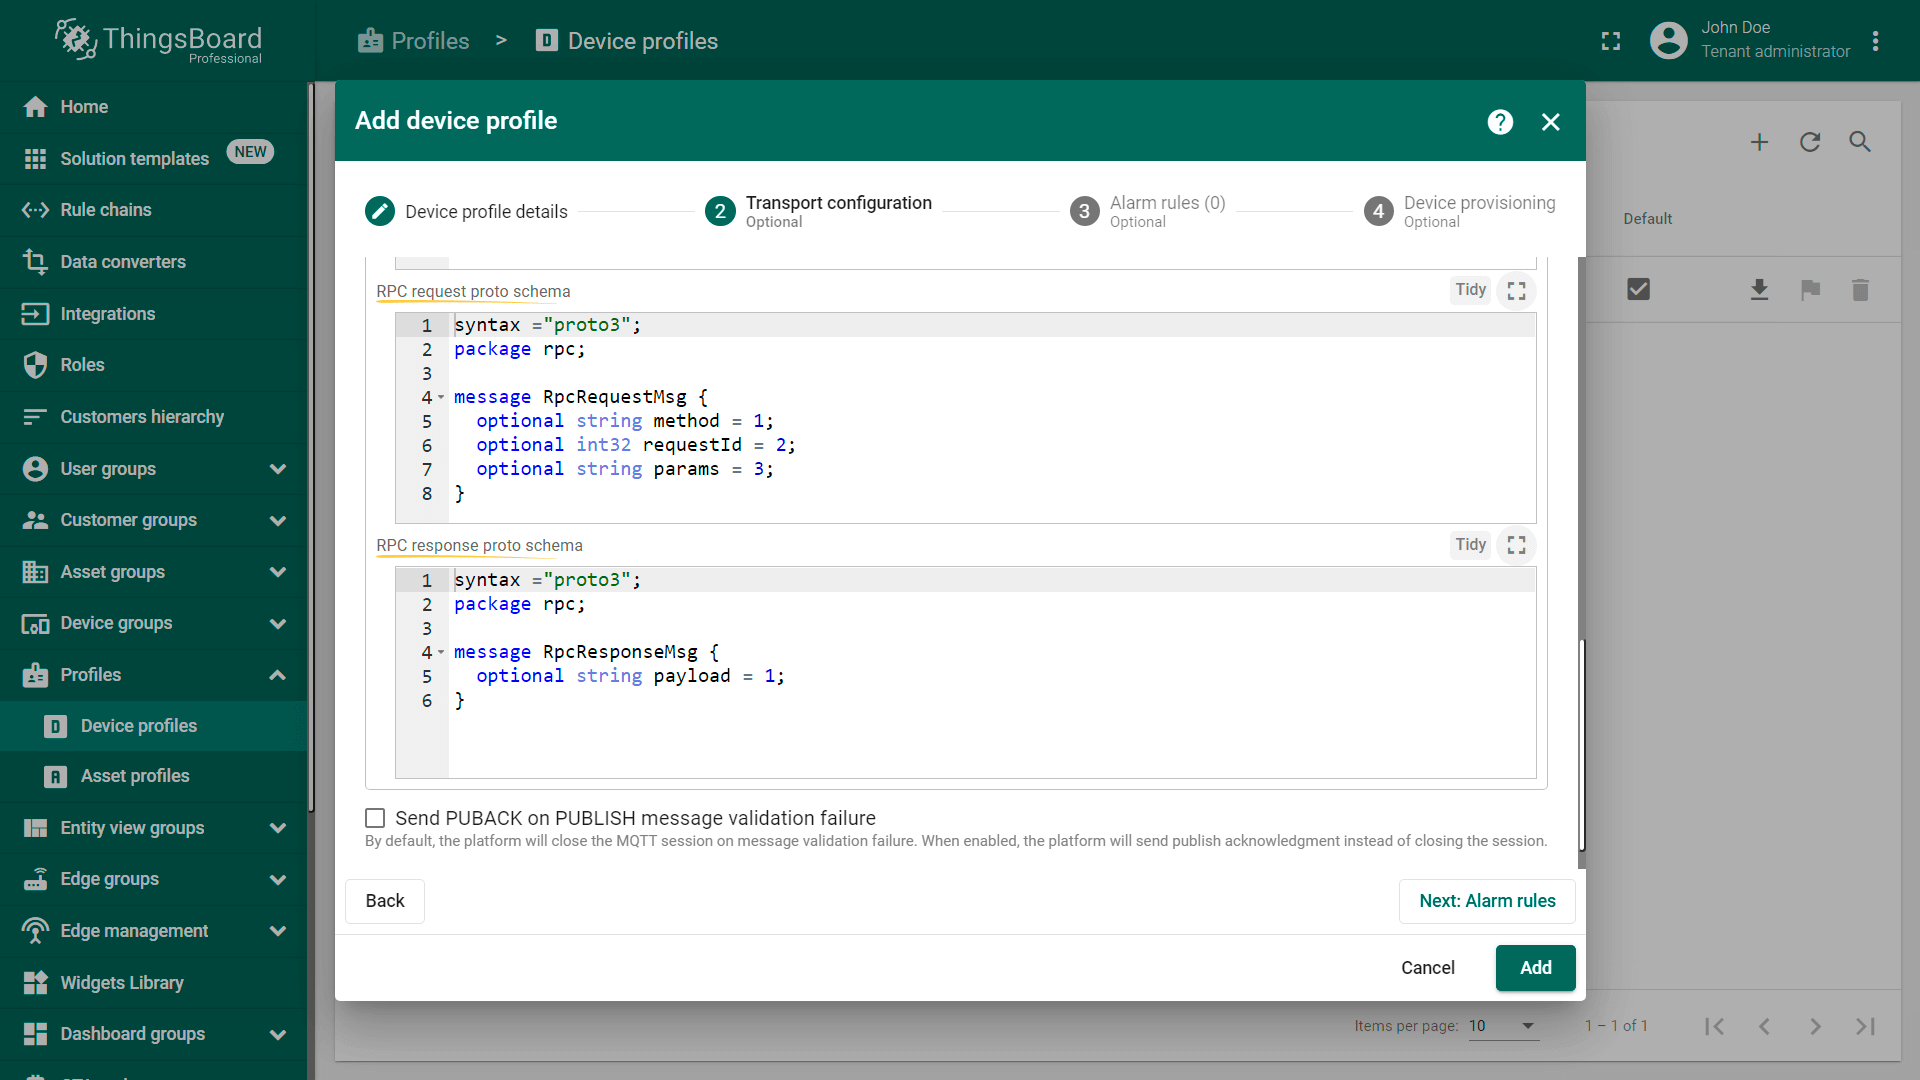 ThingsBoard
Professional
Profiles > Device profiles
John Doe
Tenant administrator
Home
Solution templates NEW
Rule chains
Data converters
Integrations
Roles
Customers hierarchy
User groups
Customer groups
Asset groups
Device groups
Profiles
Device profiles
Asset profiles
Entity view groups
Edge groups
Edge management
Widgets Library
Dashboard groups
Add device profile
Device profile details
2 Transport configuration
Optional
3 Alarm rules (0)
Optional
4 Device provisioning
Optional
Default
RPC request proto schema
Tidy
1 syntax ="proto3";
2 package rpc;
3
4 message RpcRequestMsg {
5 optional string method = 1;
6 optional int32 requestId = 2;
7 optional string params = 3;
8 }
RPC response proto schema
Tidy
1 syntax ="proto3";
2 package rpc;
3
4 message RpcResponseMsg {
5 optional string payload = 1;
6 }
Send PUBACK on PUBLISH message validation failure
By default, the platform will close the MQTT session on message validation failure. When enabled, the platform will send publish acknowledgment instead of closing the session.
Back
Next: Alarm rules
Cancel
Add
Items per page: 10
1 – 1 of 1